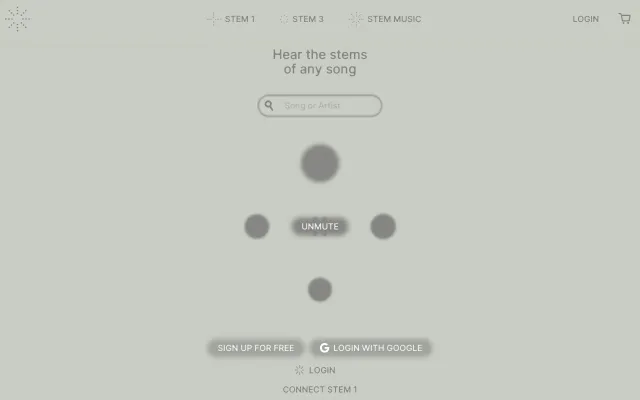 STEM 1
STEM 3
STEM MUSIC
LOGIN
Hear the stems
of any song
Song or Artist
UNMUTE
SIGN UP FOR FREE
LOGIN WITH GOOGLE
LOGIN
CONNECT STEM 1